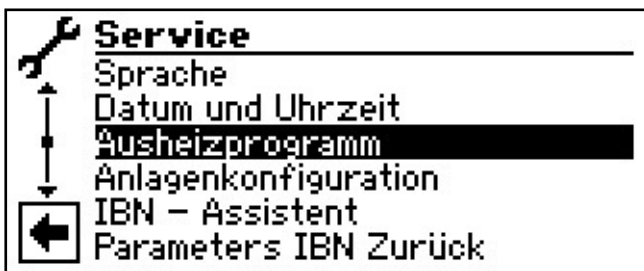 Service
Sprache
Datum und Uhrzeit
Ausheizprogramm
Anlagenkonfiguration
IBN - Assistent
Parameters IBN Zurück